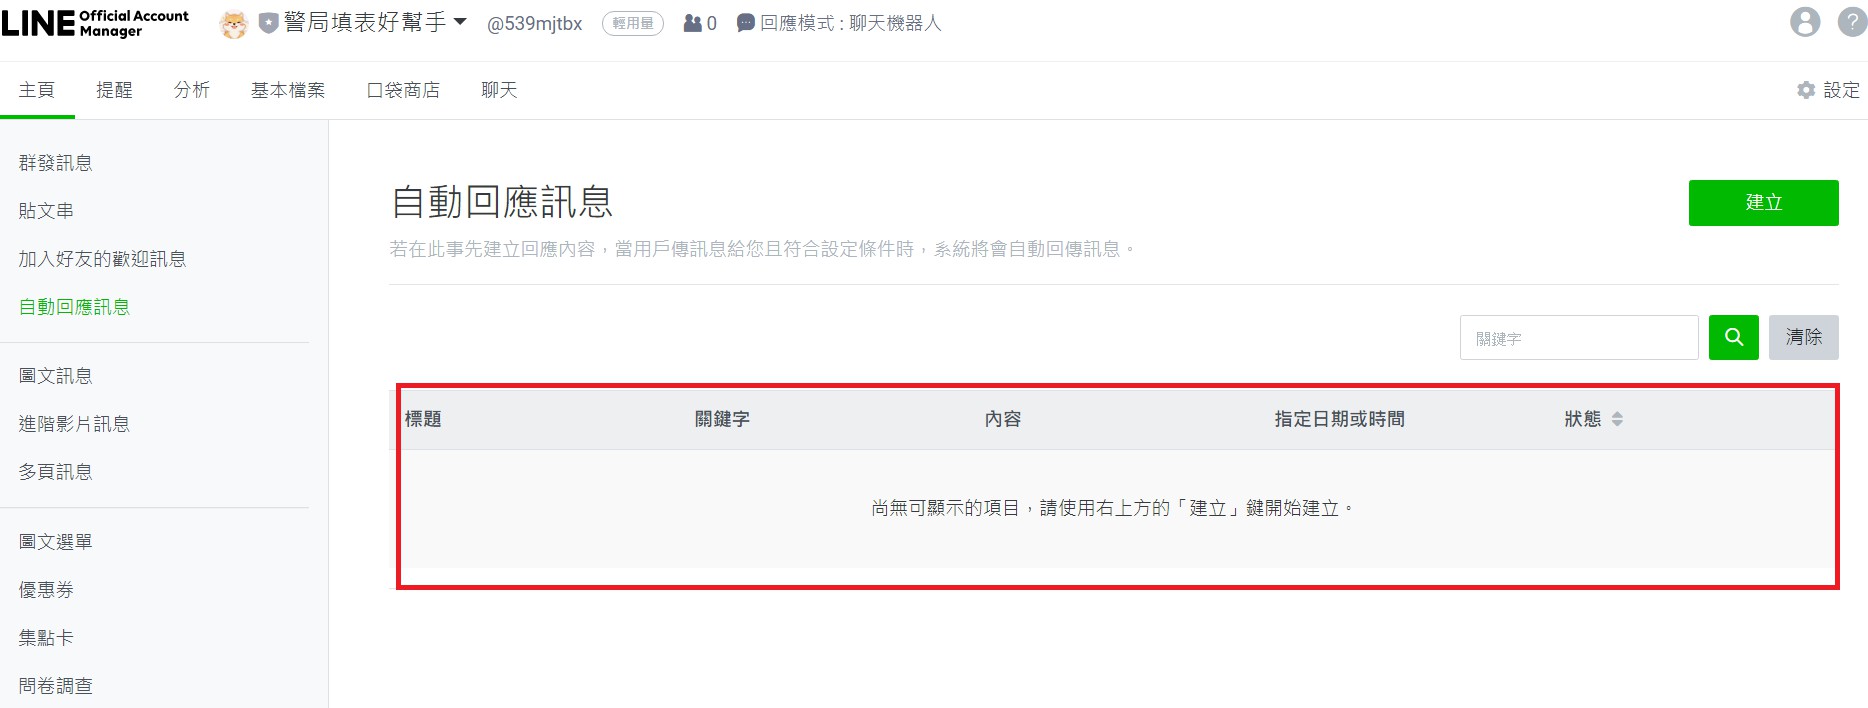 LINE Official Account Manager
警局填表好幫手
@539mjtbx
輕用量
0
回應模式 : 聊天機器人
主頁
提醒
分析
基本檔案
口袋商店
聊天
設定
群發訊息
貼文串
加入好友的歡迎訊息
自動回應訊息
圖文訊息
進階影片訊息
多頁訊息
圖文選單
優惠券
集點卡
問卷調查
自動回應訊息
建立
若在此事先建立回應內容，當用戶傳訊息給您且符合設定條件時，系統將會自動回傳訊息。
關鍵字
清除
標題
關鍵字
內容
指定日期或時間
狀態
尚無可顯示的項目，請使用右上方的「建立」鍵開始建立。